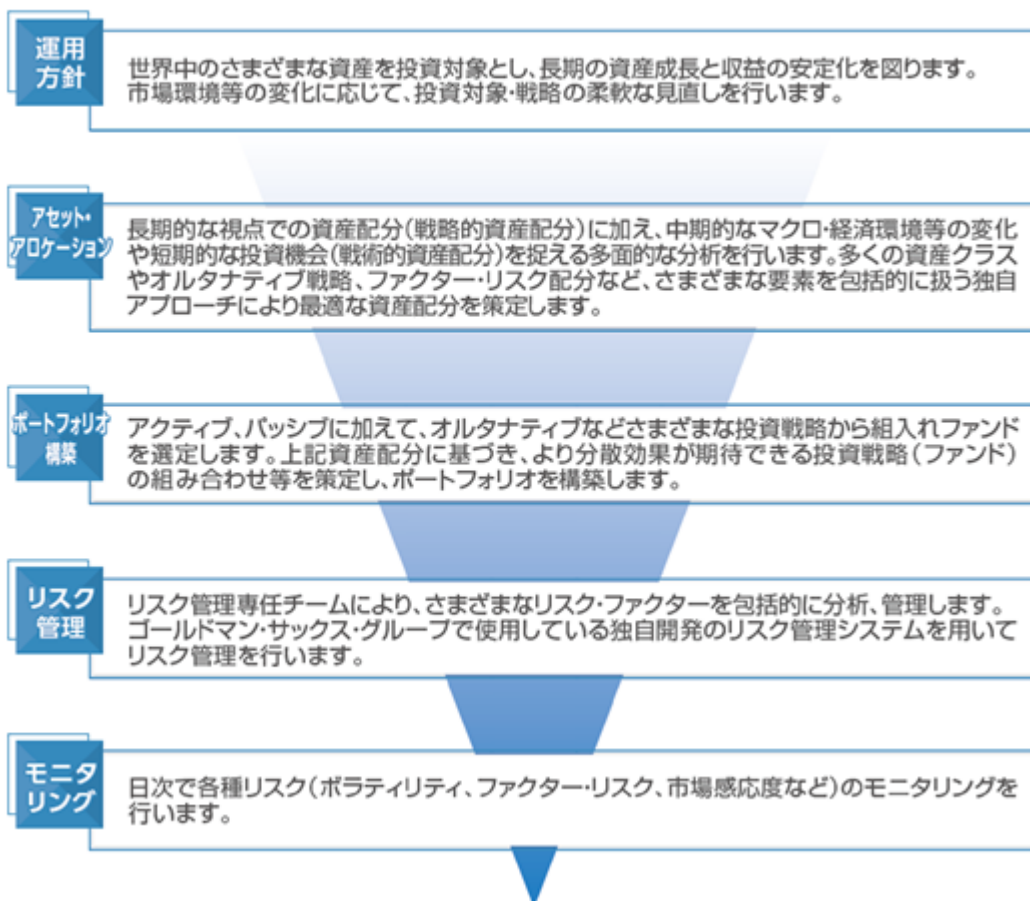 運用
方針
世界中のさまざまな資産を投資対象とし、長期の資産成長と収益の安定化を図ります。
市場環境等の変化に応じて、投資対象・戦略の柔軟な見直しを行います。
アセット・
アロケーション
長期的な視点での資産配分(戦略的資産配分)に加え、中期的なマクロ・経済環境等の変化
や短期的な投資機会(戦術的資産配分)を捉える多面的な分析を行います。多くの資産クラス
やオルタナティブ戦略、ファクター・リスク配分など、さまざまな要素を包括的に扱う独自
アプローチにより最適な資産配分を策定します。
ポートフォリオ
構築
アクティブ、パッシブに加えて、オルタナティブなどさまざまな投資戦略から組入れファンド
を選定します。上記資産配分に基づき、より分散効果が期待できる投資戦略(ファンド)
の組み合わせ等を策定し、ポートフォリオを構築します。
リスク
管理
リスク管理専任チームにより、さまざまなリスク・ファクターを包括的に分析、管理します。
ゴールドマン・サックス・グループで使用している独自開発のリスク管理システムを用いて
リスク管理を行います。
モニタ
リング
日次で各種リスク(ボラティリティ、ファクター・リスク、市場感応度など)のモニタリングを
行います。